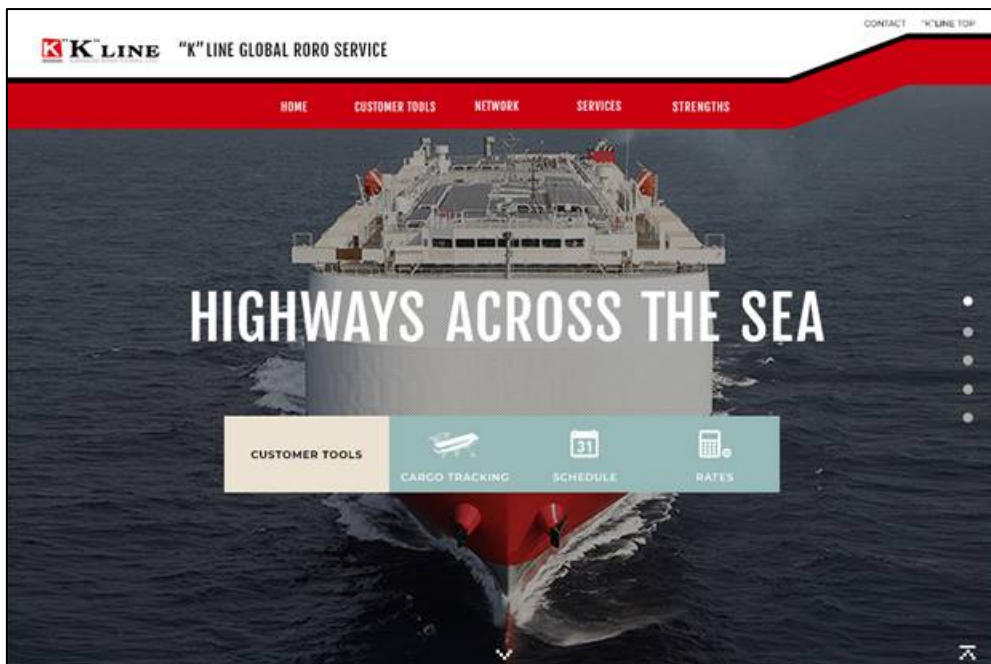 CONTACT "K"LINE TOP
K "K" LINE "K"LINE GLOBAL RORO SERVICE
HOME CUSTOMER TOOLS NETWORK SERVICES STRENGTHS
HIGHWAYS ACROSS THE SEA
CUSTOMER TOOLS
31
CARGO TRACKING SCHEDULE RATES